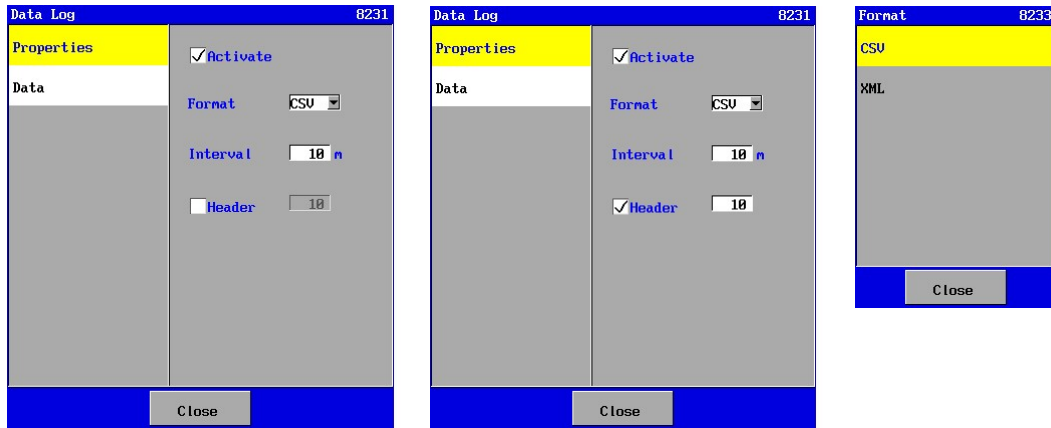 Data Log 8231
Properties
Data
Activate
Format CSV
Interval 10 m
Header 10
Close
Data Log 8231
Properties
Data
Activate
Format CSV
Interval 10 m
Header 10
Close
Format 8233
CSV
XML
Close